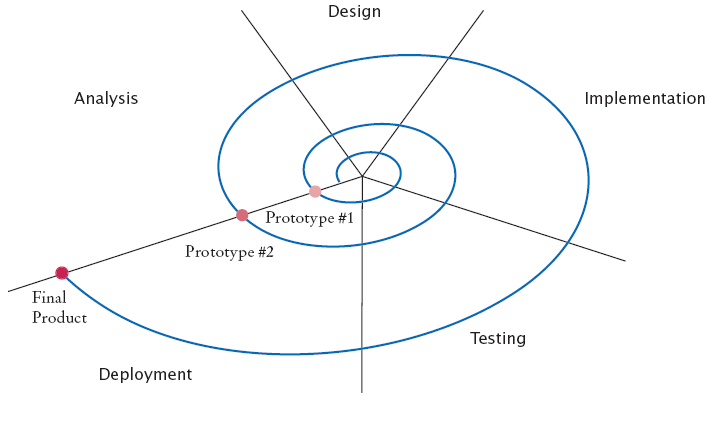 Design
Analysis
Implementation
Prototype #1
Prototype #2
Final
Product
Testing
Deployment